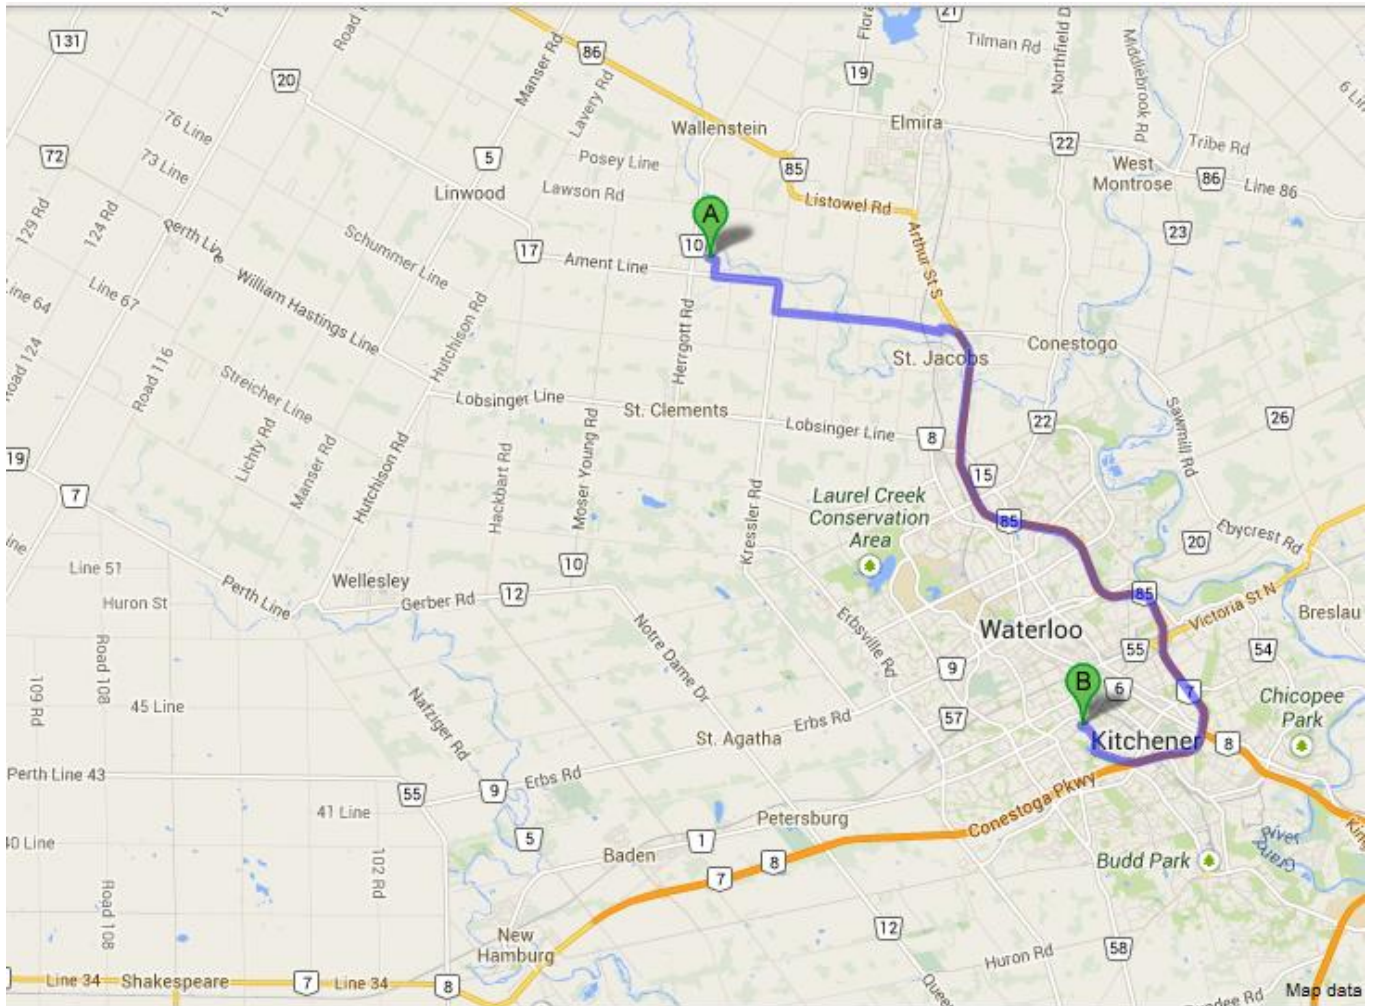 131
Road
20
Manser Rd
86
Lavery Rd
Flora
21
Tilman Rd
Northfield D
Middlebrook Rd
19
6 Lin
76 Line
Wallenstein
Elmira
22
Tribe Rd
72
73 Line
5
Posey Line
85
West
Montrose
86
Line 86
Linwood
Lawson Rd
Listowel Rd
129 Rd
124 Rd
Perth Line
A
10
Arthur St S
23
Schummer Line
17
Ament Line
Line 64
Line 67
William Hastings Line
Hutchison Rd
Herrgott Rd
St. Jacobs
Conestogo
Road 124
Road 116
Streicher Line
Lobsinger Line
St. Clements
Lobsinger Line
8
22
Sawmill Rd
26
19
7
Lichty Rd
Manser Rd
Hutchison Rd
Hackbart Rd
Moser Young Rd
Kressler Rd
15
Laurel Creek
Conservation
Area
85
20
Ebycrest Rd
ine
Line 51
10
Huron St
Perth Line
Wellesley
Gerber Rd
12
85
Victoria St N
Breslau
Notre Dame Dr
Erbsville Rd
Waterloo
55
54
Road 108
109 Rd
9
B
6
7
Chicopee
Park
45 Line
Nafziger Rd
St. Agatha
Erbs Rd
57
Kitchener
8
Perth Line 43
55
9
Erbs Rd
41 Line
Petersburg
Conestoga Pkwy
King
40 Line
5
1
Baden
8
7
Budd Park
Grand River
102 Rd
Road 108
New
Hamburg
12
58
Huron Rd
Line 34
Shakespeare
7
Line 34
8
Quee
ndee Rd
Map data